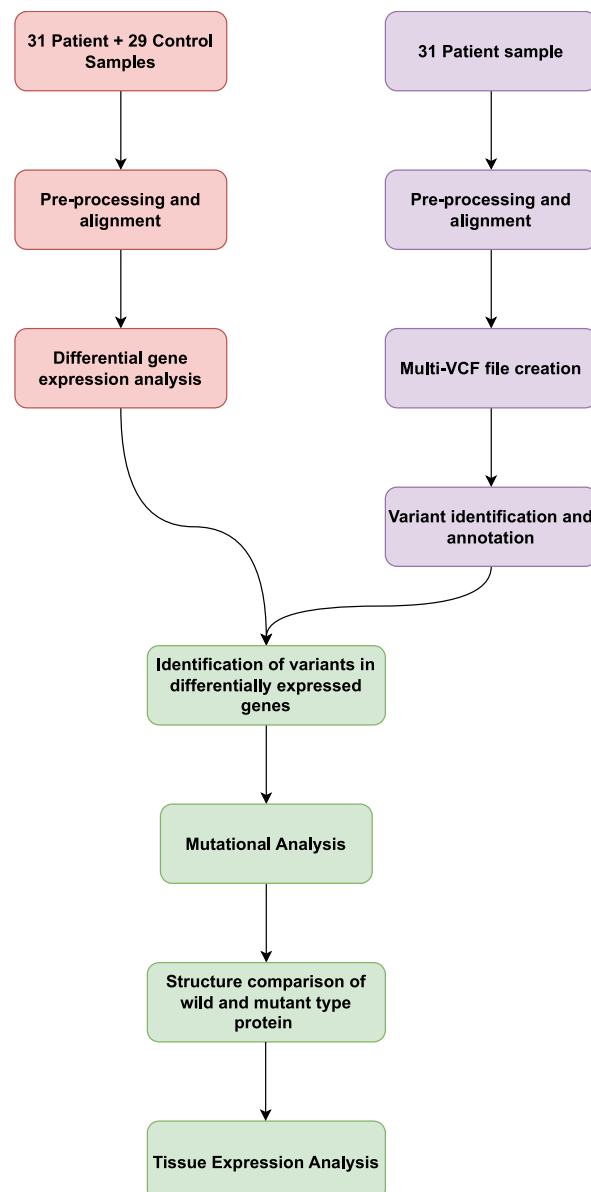 31 Patient + 29 Control
Samples
31 Patient sample
Pre-processing and
alignment
Pre-processing and
alignment
Differential gene
expression analysis
Multi-VCF file creation
Variant identification and
annotation
Identification of variants in
differentially expressed
genes
Mutational Analysis
Structure comparison of
wild and mutant type
protein
Tissue Expression Analysis